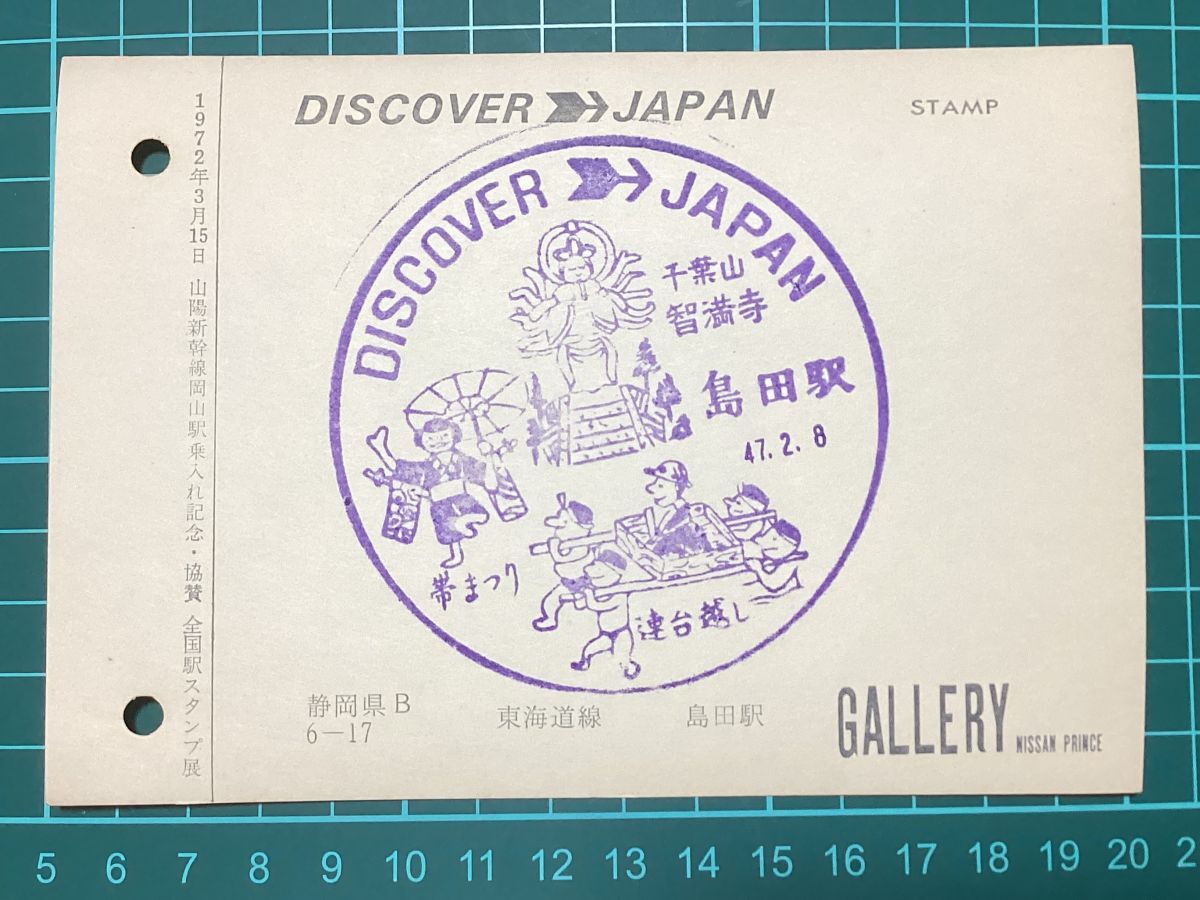 DISCOVER JAPAN
STAMP
1972年3月15日 山陽新幹線岡山駅乗入れ記念・協賛 全国駅スタンプ展
DISCOVER JAPAN
千葉山
智満寺
島田駅
47.2.8
帯まつり
連台越し
静岡県B
6-17
東海道線
島田駅
GALLERY NISSAN PRINCE
5 6 7 8 9 10 11 12 13 14 15 16 17 18 19 20 2